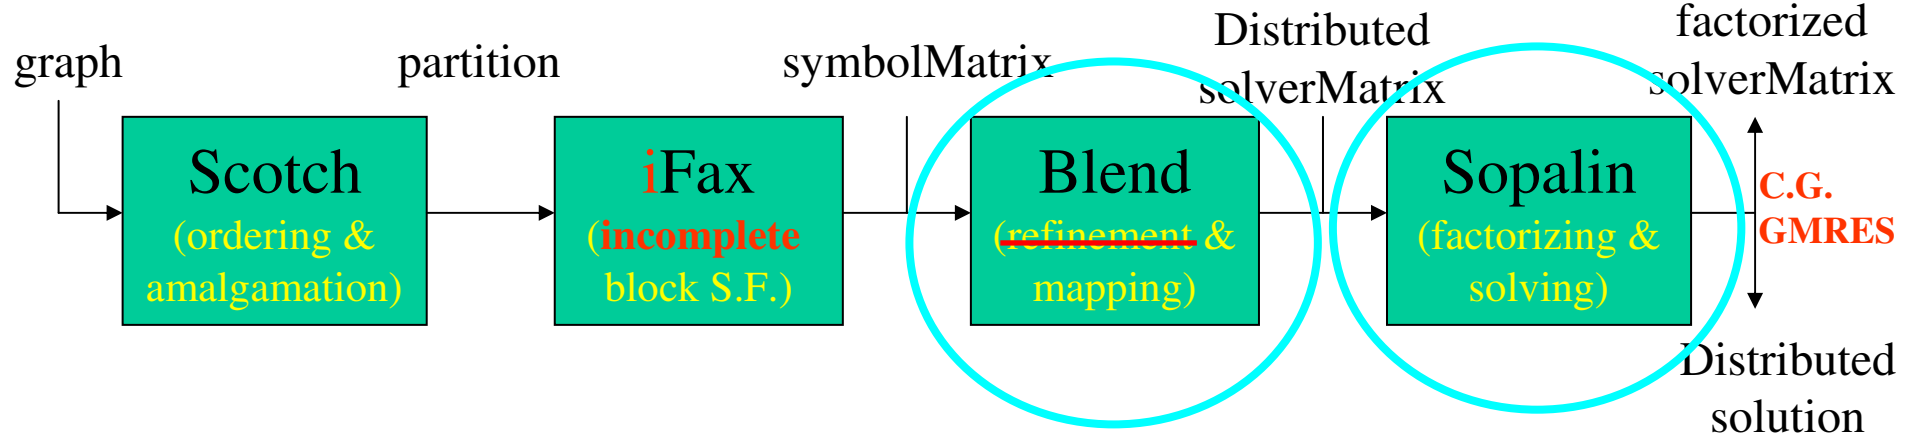 graph
partition
symbolMatrix
Distributed
solverMatrix
factorized
solverMatrix
Scotch
(ordering &
amalgamation)
iFax
(incomplete
block S.F.)
Blend
(refinement &
mapping)
Sopalin
(factorizing &
solving)
C.G.
GMRES
Distributed
solution